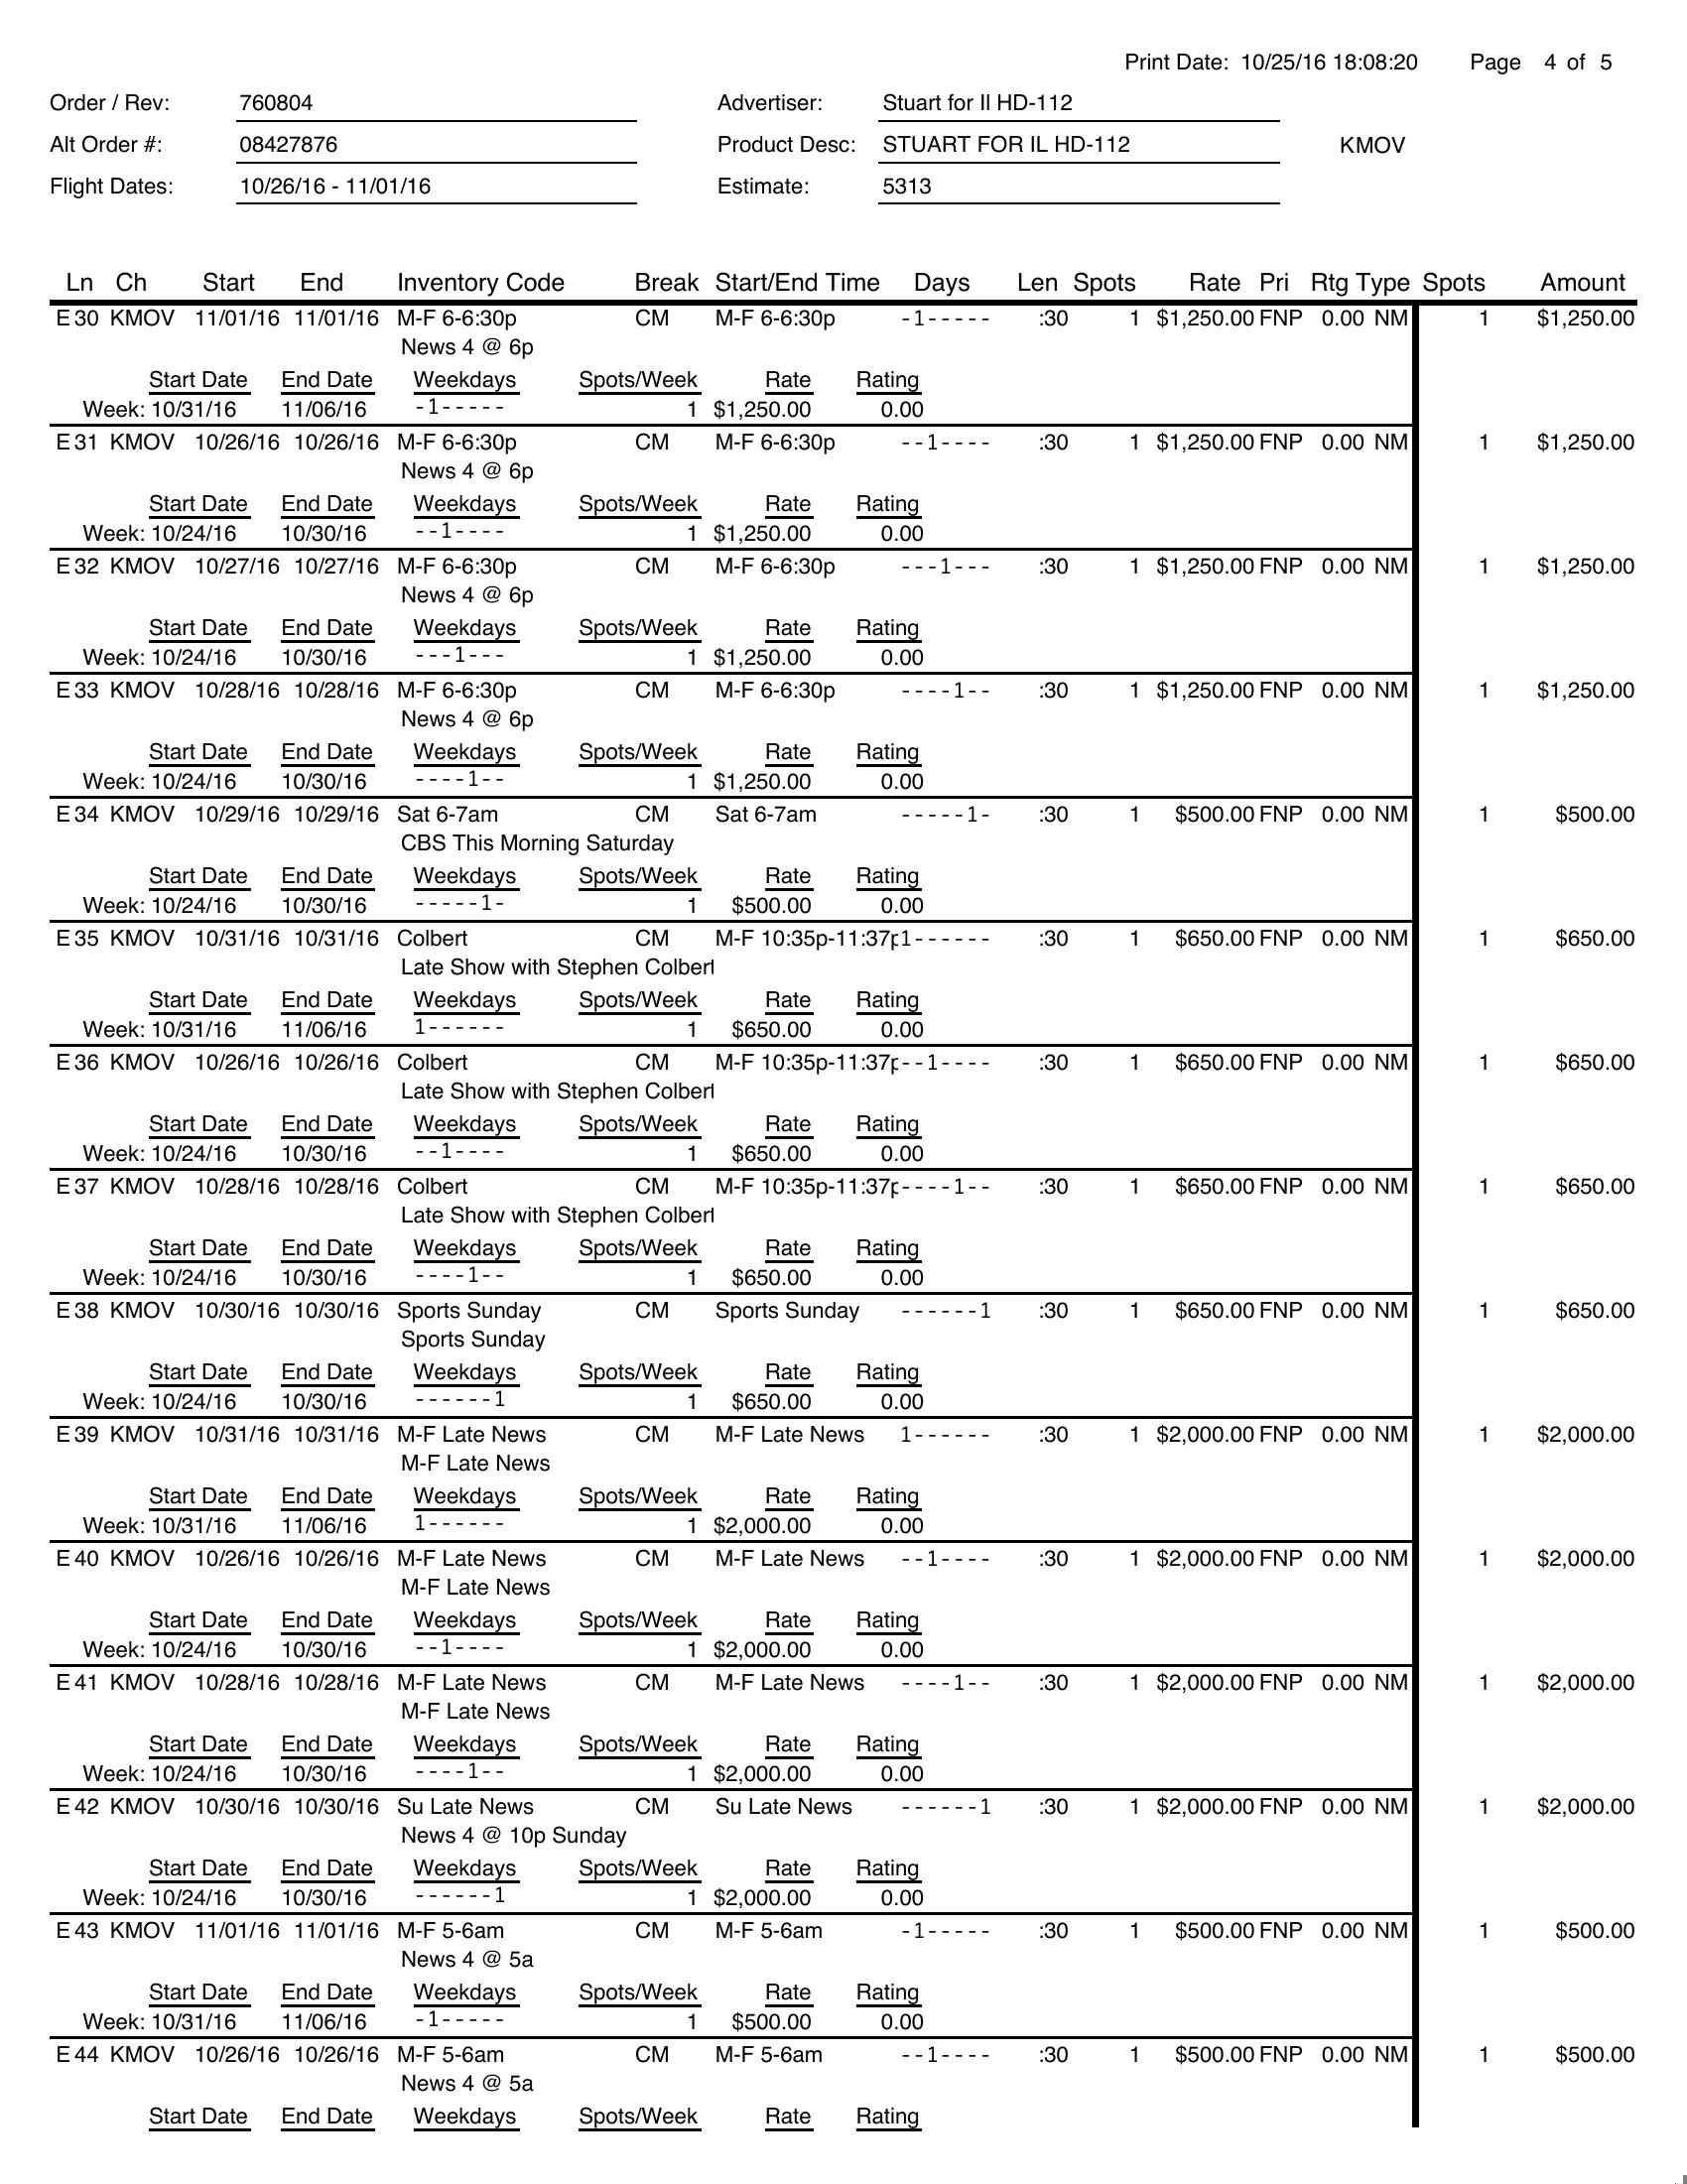 Print Date: 10/25/16 18:08:20 Page 4 of 5
Order / Rev: 760804 Advertiser: Stuart for Il HD-112
Alt Order #: 08427876 Product Desc: STUART FOR IL HD-112 KMOV
Flight Dates: 10/26/16 - 11/01/16 Estimate: 5313
Ln Ch Start End Inventory Code Break Start/End Time Days Len Spots Rate Pri Rtg Type Spots Amount
E 30 KMOV 11/01/16 11/01/16 M-F 6-6:30p CM M-F 6-6:30p -1----- :30 1 $1,250.00 FNP 0.00 NM 1 $1,250.00
News 4 @ 6p
Start Date End Date Weekdays Spots/Week Rate Rating
Week: 10/31/16 11/06/16 -1----- 1 $1,250.00 0.00
E 31 KMOV 10/26/16 10/26/16 M-F 6-6:30p CM M-F 6-6:30p --1---- :30 1 $1,250.00 FNP 0.00 NM 1 $1,250.00
News 4 @ 6p
Start Date End Date Weekdays Spots/Week Rate Rating
Week: 10/24/16 10/30/16 --1---- 1 $1,250.00 0.00
E 32 KMOV 10/27/16 10/27/16 M-F 6-6:30p CM M-F 6-6:30p ---1--- :30 1 $1,250.00 FNP 0.00 NM 1 $1,250.00
News 4 @ 6p
Start Date End Date Weekdays Spots/Week Rate Rating
Week: 10/24/16 10/30/16 ---1--- 1 $1,250.00 0.00
E 33 KMOV 10/28/16 10/28/16 M-F 6-6:30p CM M-F 6-6:30p ----1-- :30 1 $1,250.00 FNP 0.00 NM 1 $1,250.00
News 4 @ 6p
Start Date End Date Weekdays Spots/Week Rate Rating
Week: 10/24/16 10/30/16 ----1-- 1 $1,250.00 0.00
E 34 KMOV 10/29/16 10/29/16 Sat 6-7am CM Sat 6-7am -----1- :30 1 $500.00 FNP 0.00 NM 1 $500.00
CBS This Morning Saturday
Start Date End Date Weekdays Spots/Week Rate Rating
Week: 10/24/16 10/30/16 -----1- 1 $500.00 0.00
E 35 KMOV 10/31/16 10/31/16 Colbert CM M-F 10:35p-11:37p 1------ :30 1 $650.00 FNP 0.00 NM 1 $650.00
Late Show with Stephen Colbert
Start Date End Date Weekdays Spots/Week Rate Rating
Week: 10/31/16 11/06/16 1------ 1 $650.00 0.00
E 36 KMOV 10/26/16 10/26/16 Colbert CM M-F 10:35p-11:37p --1---- :30 1 $650.00 FNP 0.00 NM 1 $650.00
Late Show with Stephen Colbert
Start Date End Date Weekdays Spots/Week Rate Rating
Week: 10/24/16 10/30/16 --1---- 1 $650.00 0.00
E 37 KMOV 10/28/16 10/28/16 Colbert CM M-F 10:35p-11:37p ----1-- :30 1 $650.00 FNP 0.00 NM 1 $650.00
Late Show with Stephen Colbert
Start Date End Date Weekdays Spots/Week Rate Rating
Week: 10/24/16 10/30/16 ----1-- 1 $650.00 0.00
E 38 KMOV 10/30/16 10/30/16 Sports Sunday CM Sports Sunday ------1 :30 1 $650.00 FNP 0.00 NM 1 $650.00
Sports Sunday
Start Date End Date Weekdays Spots/Week Rate Rating
Week: 10/24/16 10/30/16 ------1 1 $650.00 0.00
E 39 KMOV 10/31/16 10/31/16 M-F Late News CM M-F Late News 1------ :30 1 $2,000.00 FNP 0.00 NM 1 $2,000.00
M-F Late News
Start Date End Date Weekdays Spots/Week Rate Rating
Week: 10/31/16 11/06/16 1------ 1 $2,000.00 0.00
E 40 KMOV 10/26/16 10/26/16 M-F Late News CM M-F Late News --1---- :30 1 $2,000.00 FNP 0.00 NM 1 $2,000.00
M-F Late News
Start Date End Date Weekdays Spots/Week Rate Rating
Week: 10/24/16 10/30/16 --1---- 1 $2,000.00 0.00
E 41 KMOV 10/28/16 10/28/16 M-F Late News CM M-F Late News ----1-- :30 1 $2,000.00 FNP 0.00 NM 1 $2,000.00
M-F Late News
Start Date End Date Weekdays Spots/Week Rate Rating
Week: 10/24/16 10/30/16 ----1-- 1 $2,000.00 0.00
E 42 KMOV 10/30/16 10/30/16 Su Late News CM Su Late News ------1 :30 1 $2,000.00 FNP 0.00 NM 1 $2,000.00
News 4 @ 10p Sunday
Start Date End Date Weekdays Spots/Week Rate Rating
Week: 10/24/16 10/30/16 ------1 1 $2,000.00 0.00
E 43 KMOV 11/01/16 11/01/16 M-F 5-6am CM M-F 5-6am -1----- :30 1 $500.00 FNP 0.00 NM 1 $500.00
News 4 @ 5a
Start Date End Date Weekdays Spots/Week Rate Rating
Week: 10/31/16 11/06/16 -1----- 1 $500.00 0.00
E 44 KMOV 10/26/16 10/26/16 M-F 5-6am CM M-F 5-6am --1---- :30 1 $500.00 FNP 0.00 NM 1 $500.00
News 4 @ 5a
Start Date End Date Weekdays Spots/Week Rate Rating